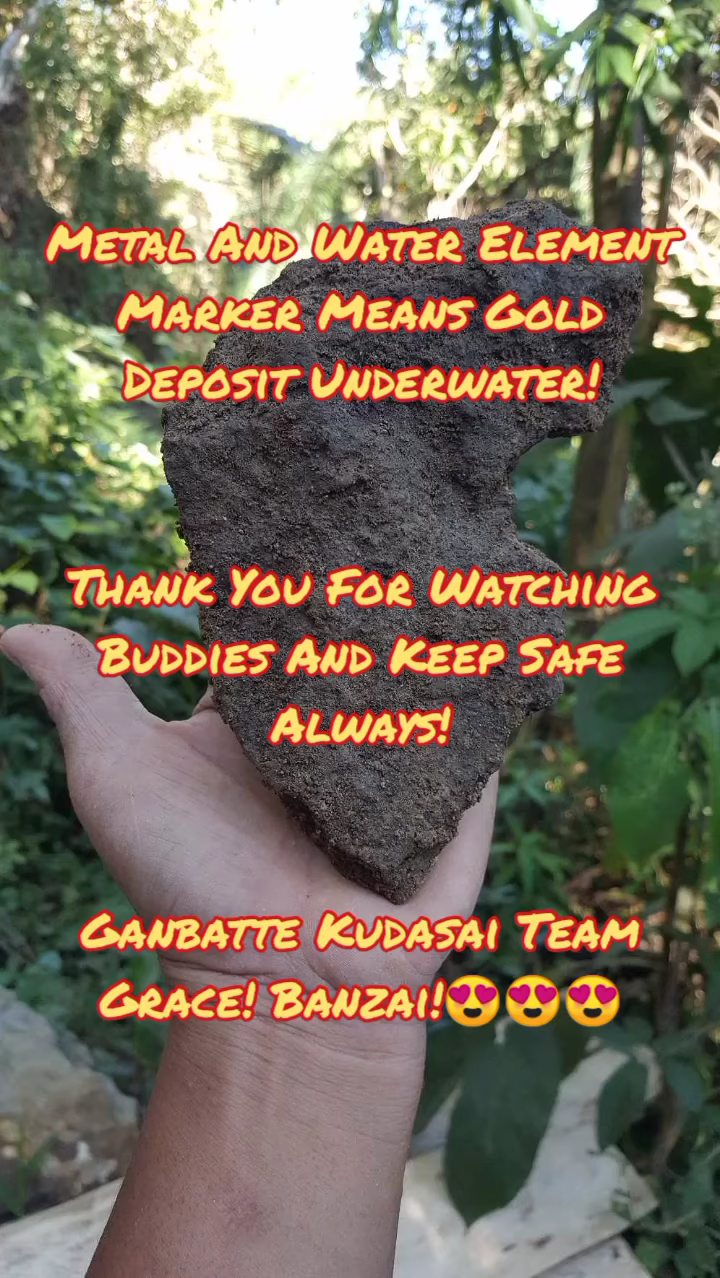 Metal And Water Element
Marker Means Gold
Deposit Underwater!
Thank You For Watching
Buddies And Keep Safe
Always!
Ganbatte Kudasai Team
Grace! Banzai!😍😍😍